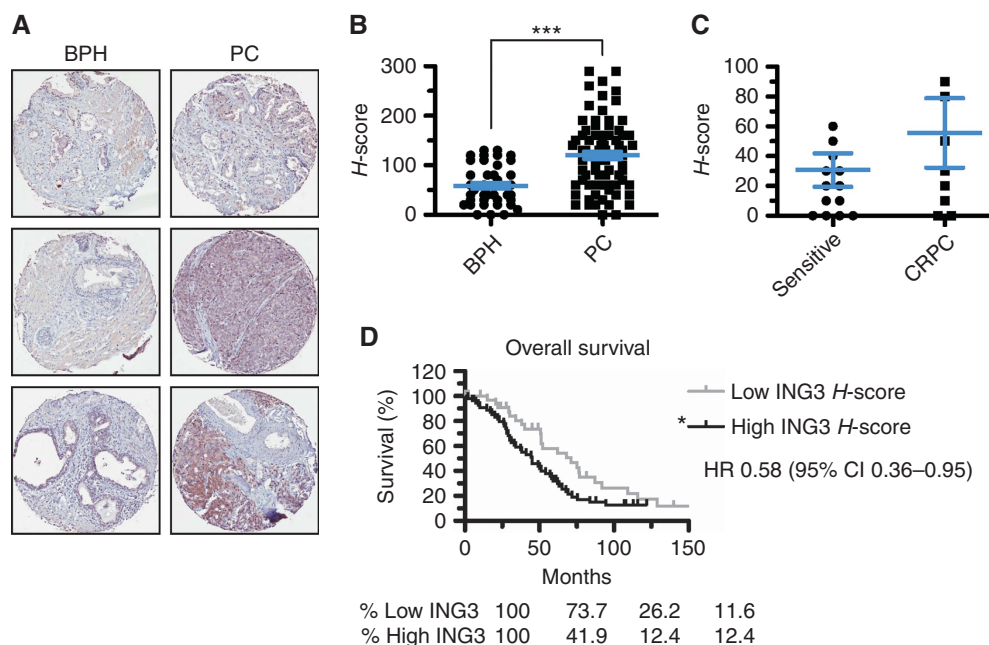 A
BPH
PC
B
***
H-score
300
200
100
0
BPH
PC
C
H-score
100
80
60
40
20
0
Sensitive
CRPC
D
Overall survival
Survival (%)
120
100
80
60
40
20
0
0
50
100
150
Months
Low ING3 H-score
* High ING3 H-score
HR 0.58 (95% CI 0.36–0.95)
% Low ING3 100 73.7 26.2 11.6
% High ING3 100 41.9 12.4 12.4